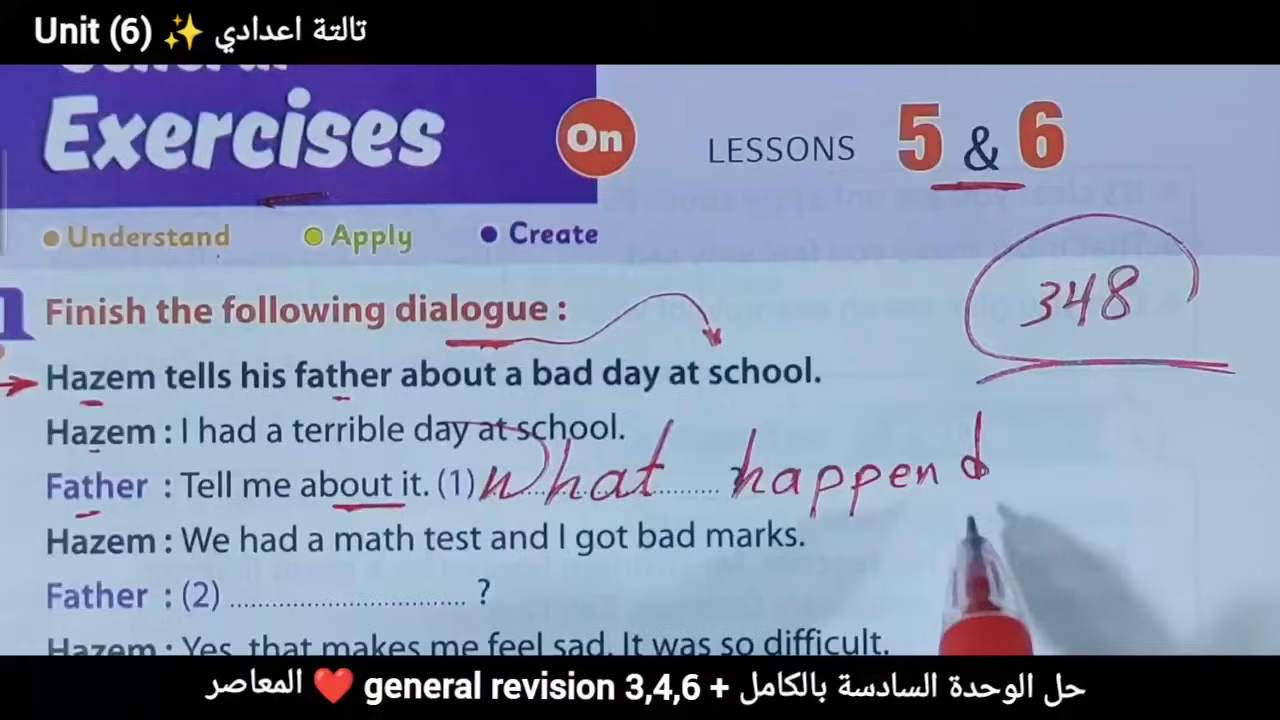 Unit (6) ✨ تالتة اعدادي
Exercises On LESSONS 5 & 6
Understand Apply Create
348
1 Finish the following dialogue :
Hazem tells his father about a bad day at school.
Hazem : I had a terrible day at school.
Father : Tell me about it. (1) What happend
Hazem : We had a math test and I got bad marks.
Father : (2) .............................. ?
Hazem : Yes, that makes me feel sad. It was so difficult.
حل الوحدة السادسة بالكامل + general revision 3,4,6 ❤️ المعاصر